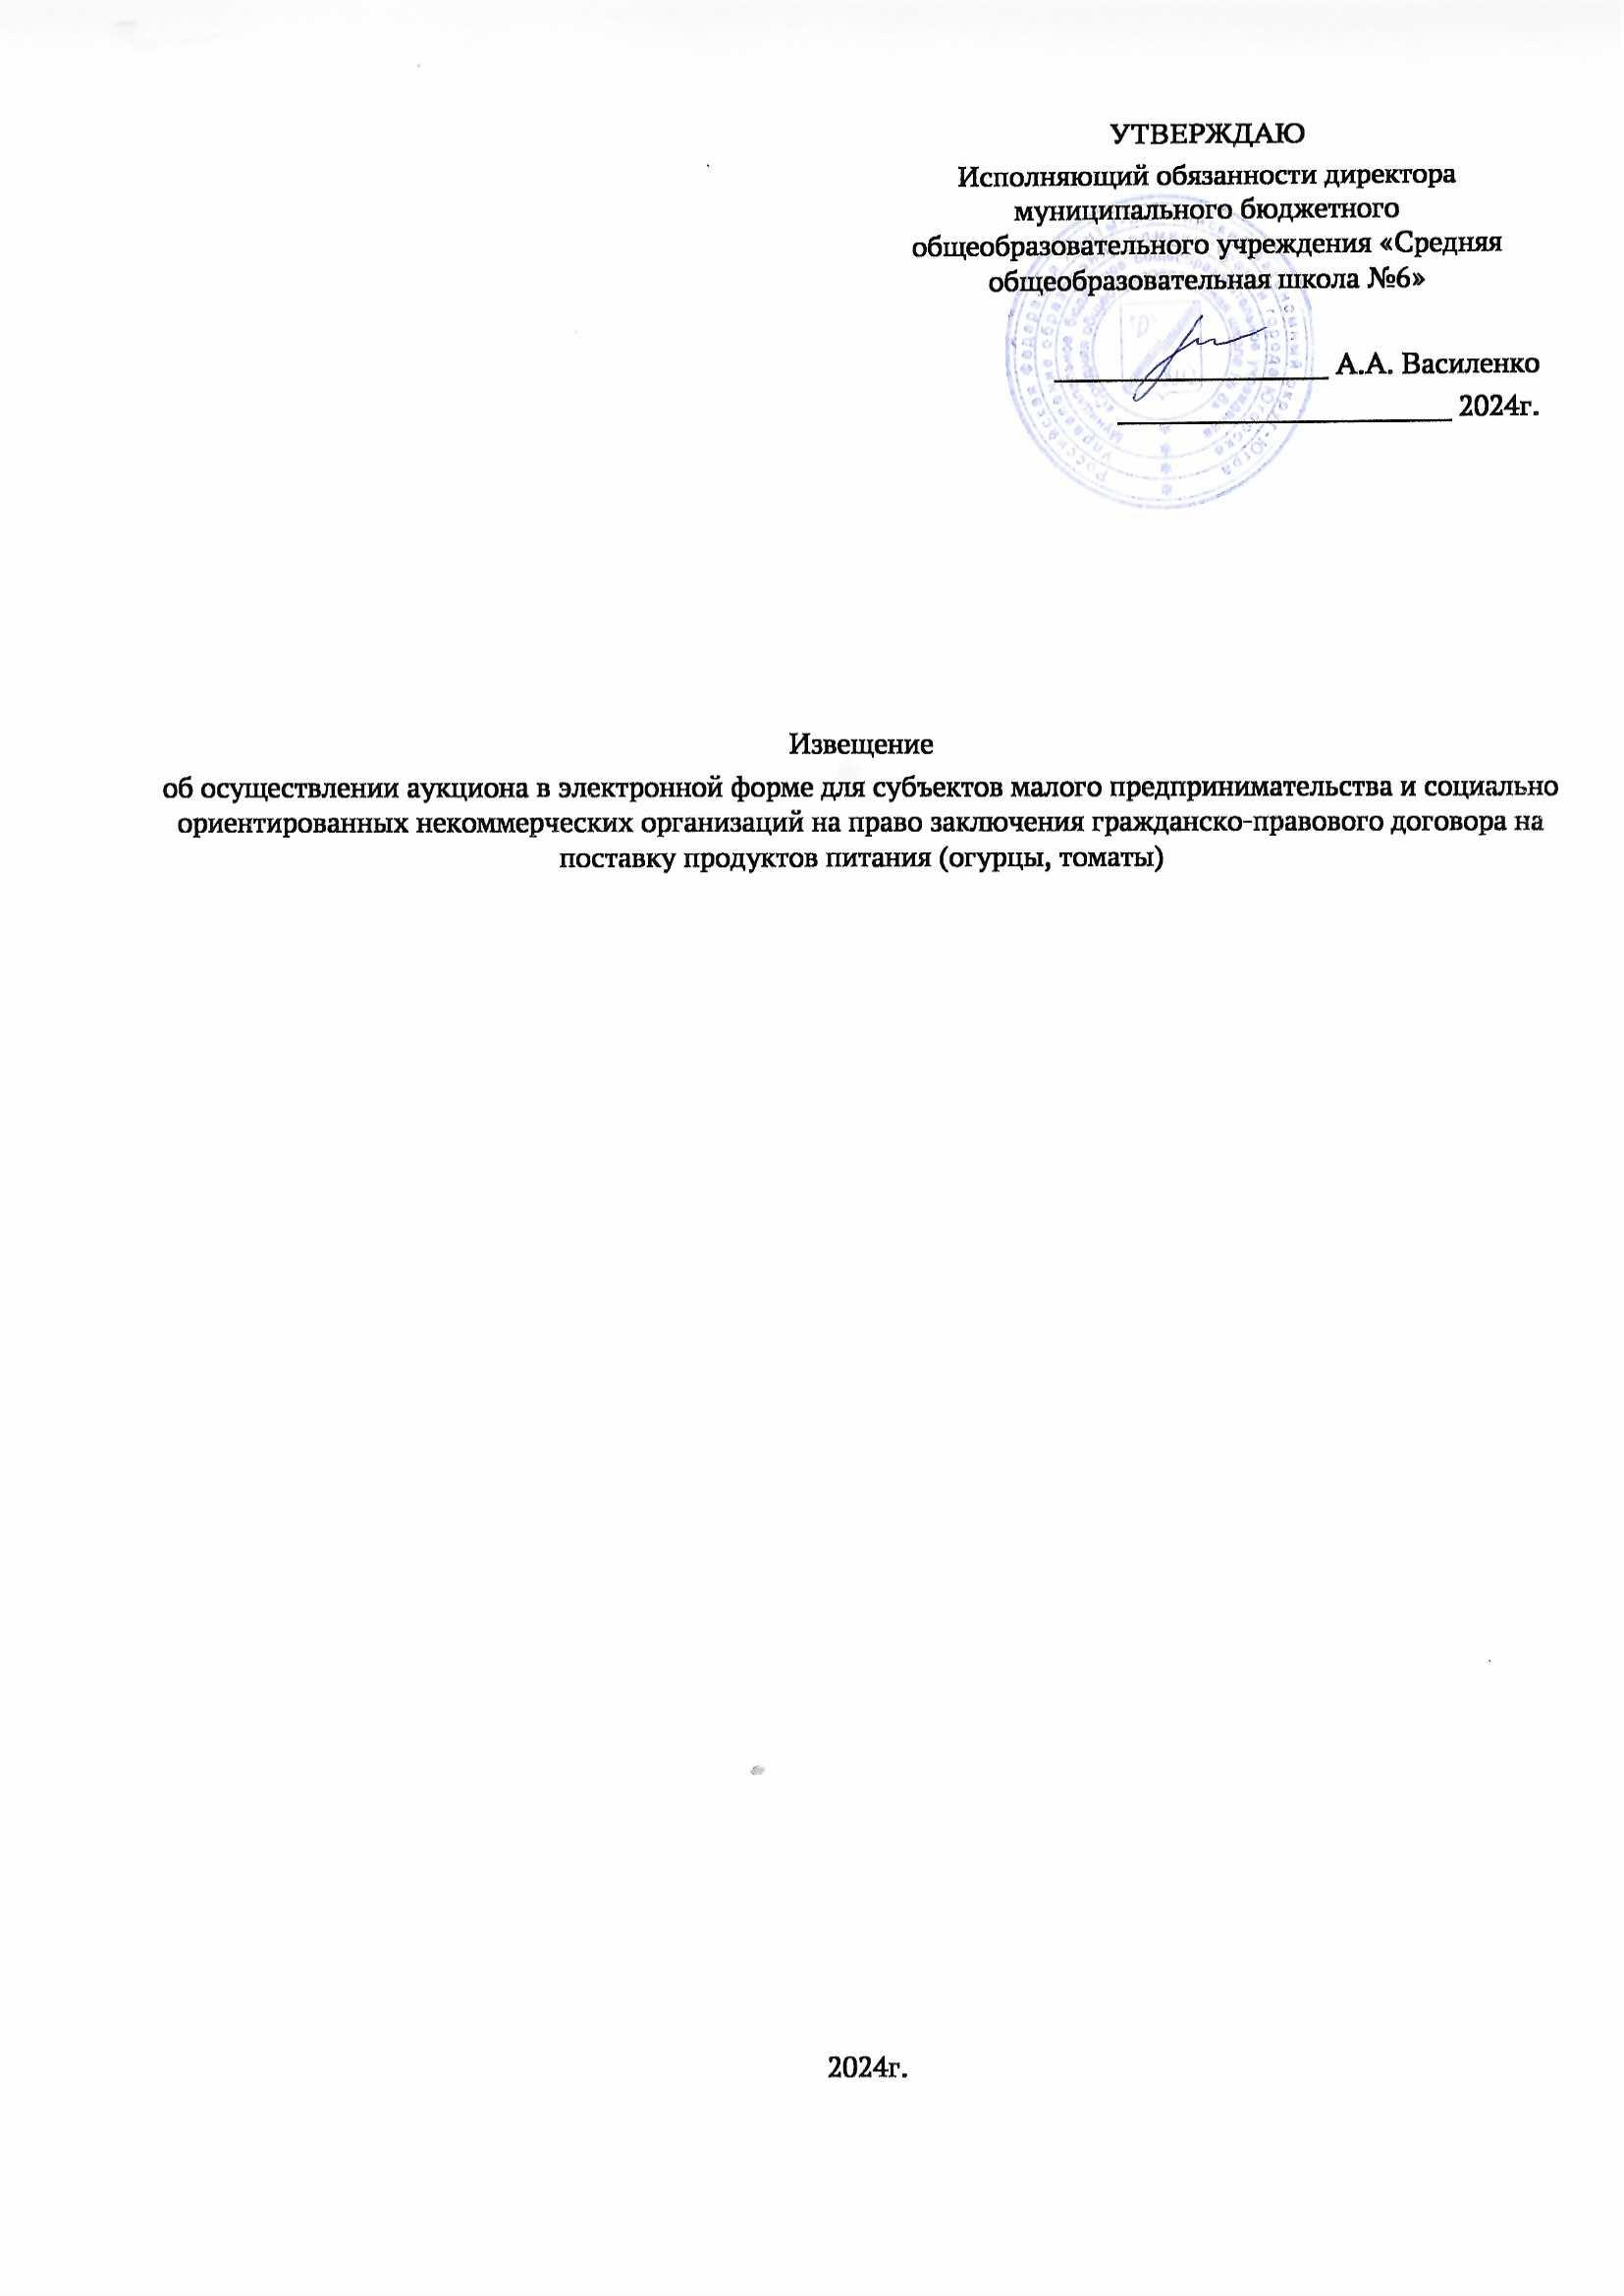 УТВЕРЖДАЮ
Исполняющий обязанности директора
муниципального бюджетного
общеобразовательного учреждения «Средняя
общеобразовательная школа №6»
А.А. Василенко
2024г.
Извещение
об осуществлении аукциона в электронной форме для субъектов малого предпринимательства и социально
ориентированных некоммерческих организаций на право заключения гражданско-правового договора на
поставку продуктов питания (огурцы, томаты)
2024г.